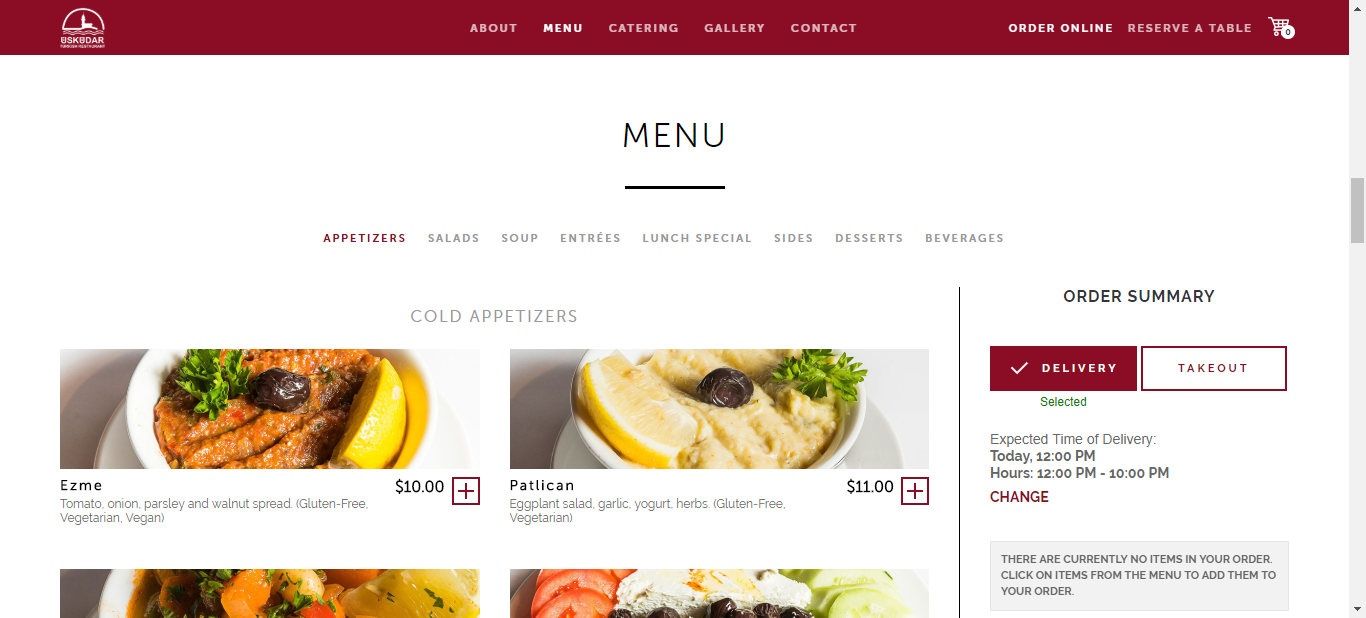 ÜSKÜDAR
TURKISH RESTAURANT
ABOUT
MENU
CATERING
GALLERY
CONTACT
ORDER ONLINE
RESERVE A TABLE
0
MENU
APPETIZERS
SALADS
SOUP
ENTRÉES
LUNCH SPECIAL
SIDES
DESSERTS
BEVERAGES
COLD APPETIZERS
Ezme
$10.00
Tomato, onion, parsley and walnut spread. (Gluten-Free,
Vegetarian, Vegan)
Patlican
$11.00
Eggplant salad, garlic, yogurt, herbs. (Gluten-Free,
Vegetarian)
ORDER SUMMARY
DELIVERY
TAKEOUT
Selected
Expected Time of Delivery:
Today, 12:00 PM
Hours: 12:00 PM - 10:00 PM
CHANGE
THERE ARE CURRENTLY NO ITEMS IN YOUR ORDER.
CLICK ON ITEMS FROM THE MENU TO ADD THEM TO
YOUR ORDER.